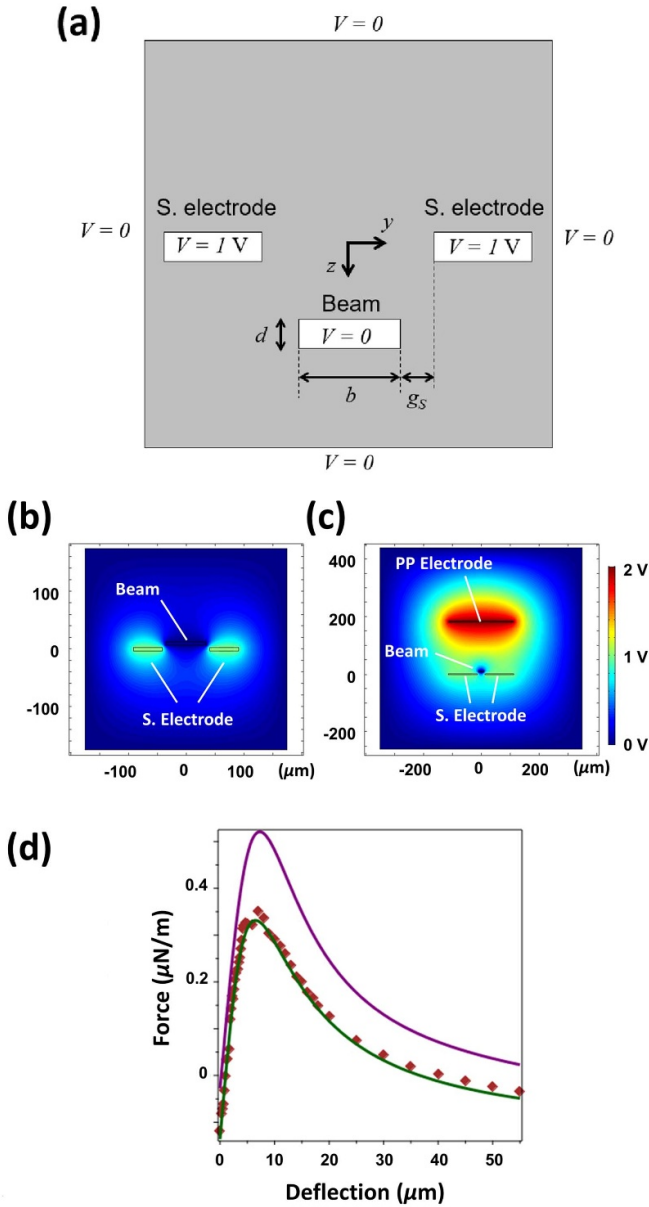 (a)
V = 0
S. electrode
S. electrode
V = 0
V = 1 V
y
V = 1 V
V = 0
z
Beam
d
V = 0
b
g_S
V = 0
(b)
(c)
100
0
-100
Beam
S. Electrode
-100
0
100
(μm)
400
200
0
-200
PP Electrode
Beam
S. Electrode
-200
0
200
(μm)
2 V
1 V
0 V
(d)
Force (μN/m)
0.4
0.2
0
0
10
20
30
40
50
Deflection (μm)